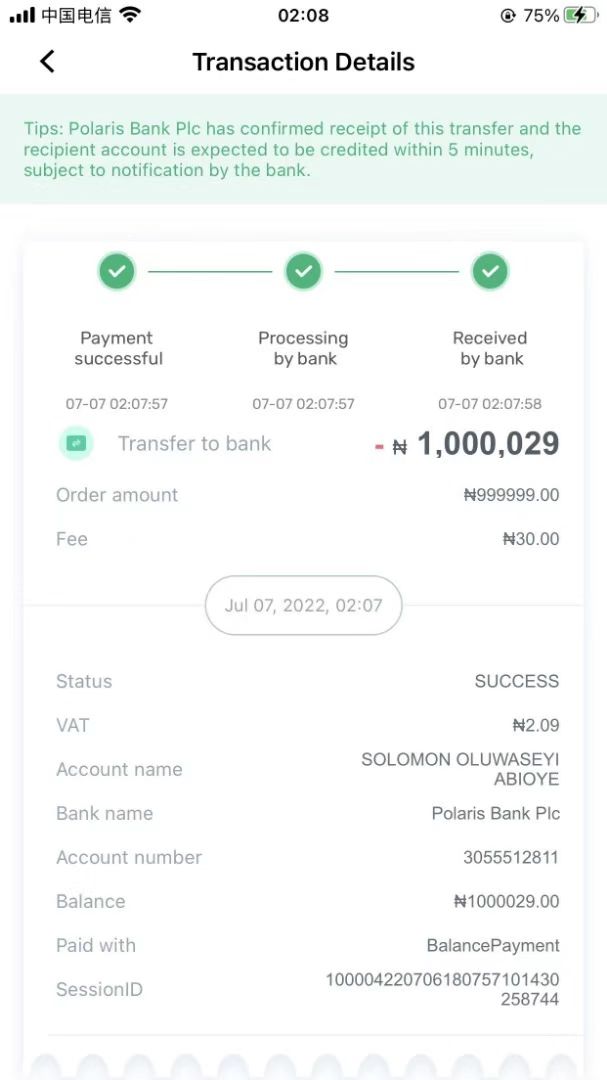 中国电信
02:08
75%
Transaction Details
Tips: Polaris Bank Plc has confirmed receipt of this transfer and the
recipient account is expected to be credited within 5 minutes,
subject to notification by the bank.
Payment
successful
Processing
by bank
Received
by bank
07-07 02:07:57
07-07 02:07:57
07-07 02:07:58
Transfer to bank
- ₦ 1,000,029
Order amount
₦999999.00
Fee
₦30.00
Jul 07, 2022, 02:07
Status
SUCCESS
VAT
₦2.09
Account name
SOLOMON OLUWASEYI
ABIOYE
Bank name
Polaris Bank Plc
Account number
3055512811
Balance
₦1000029.00
Paid with
BalancePayment
SessionID
100004220706180757101430
258744